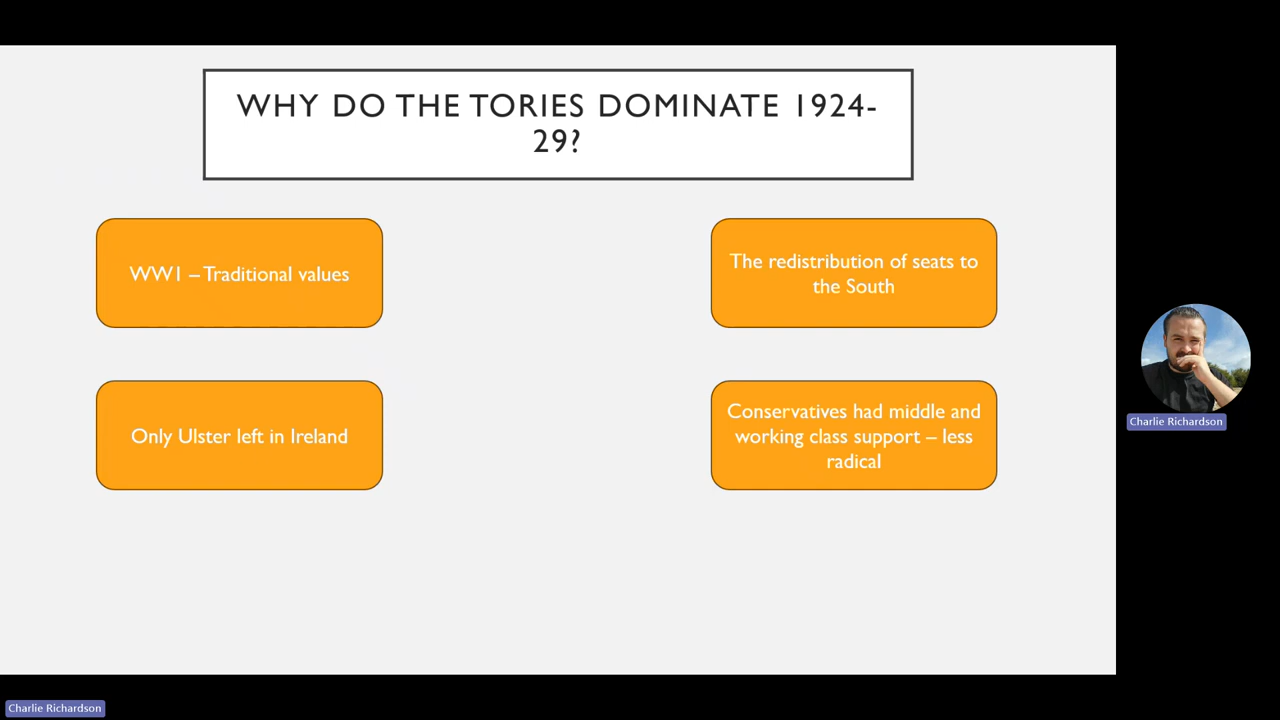 WHY DO THE TORIES DOMINATE 1924-
29?
WW1 – Traditional values
The redistribution of seats to
the South
Only Ulster left in Ireland
Conservatives had middle and
working class support – less
radical
Charlie Richardson
Charlie Richardson